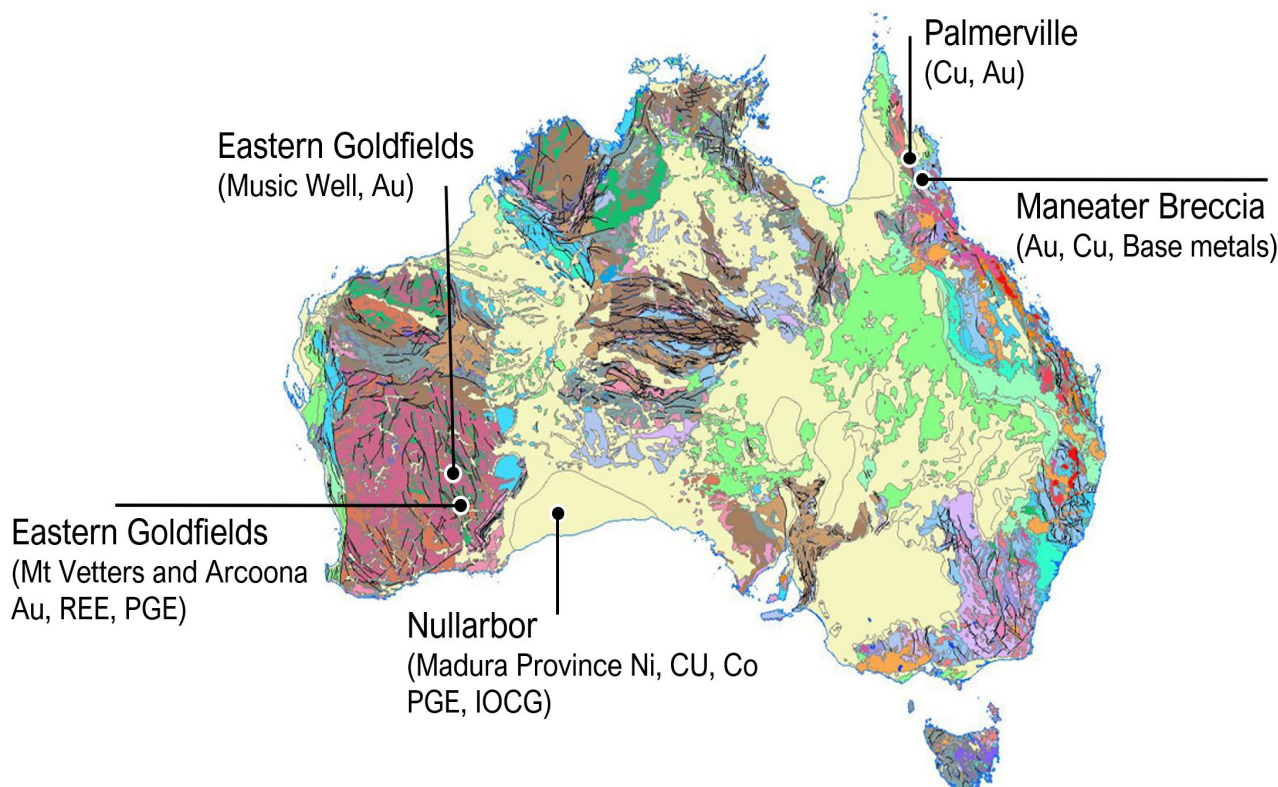 Palmerville
(Cu, Au)
Eastern Goldfields
(Music Well, Au)
Maneater Breccia
(Au, Cu, Base metals)
Eastern Goldfields
(Mt Vetters and Arcoona
Au, REE, PGE)
Nullarbor
(Madura Province Ni, CU, Co
PGE, IOCG)